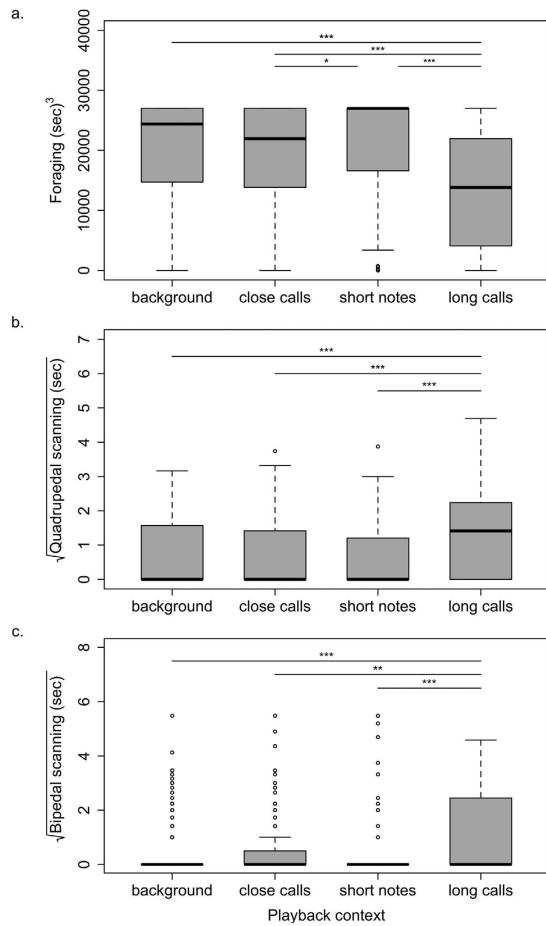 a.
Foraging (sec)³
40000
30000
20000
10000
0
***
***
* ***
background close calls short notes long calls
b.
√Quadrupedal scanning (sec)
7
6
5
4
3
2
1
0
***
***
***
background close calls short notes long calls
c.
√Bipedal scanning (sec)
8
6
4
2
0
***
**
***
background close calls short notes long calls
Playback context